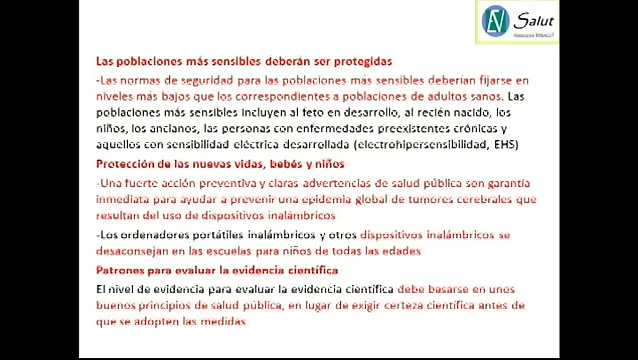 Salut
Las poblaciones más sensibles deberán ser protegidas
-Las normas de seguridad para las poblaciones más sensibles deberían fijarse en
niveles más bajos que los correspondientes a poblaciones de adultos sanos. Las
poblaciones más sensibles incluyen al feto en desarrollo, al recién nacido, los
niños, los ancianos, las personas con enfermedades preexistentes crónicas y
aquellos con sensibilidad eléctrica desarrollada (electrohipersensibilidad, EHS)
Protección de las nuevas vidas, bebés y niños
-Una fuerte acción preventiva y claras advertencias de salud pública son garantía
inmediata para ayudar a prevenir una epidemia global de tumores cerebrales que
resultan del uso de dispositivos inalámbricos
-Los ordenadores portátiles inalámbricos y otros dispositivos inalámbricos se
desaconsejan en las escuelas para niños de todas las edades
Patrones para evaluar la evidencia científica
El nivel de evidencia para evaluar la evidencia científica debe basarse en unos
buenos principios de salud pública, en lugar de exigir certeza científica antes de
que se adopten las medidas